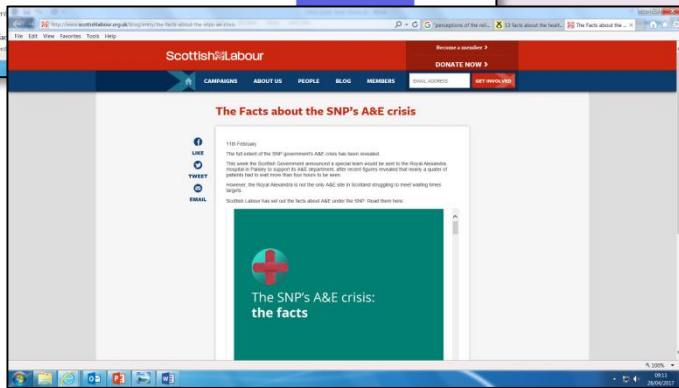 http://www.scottishlabour.org.uk/blog/entry/the-facts-about-the-snps-ae-crisis
"perceptions of the reli...
53 facts about the healt...
The Facts about the ...
File Edit View Favorites Tools Help
Scottish Labour
Become a member >
DONATE NOW >
CAMPAIGNS ABOUT US PEOPLE BLOG MEMBERS EMAIL ADDRESS GET INVOLVED
The Facts about the SNP's A&E crisis
LIKE
TWEET
EMAIL
11th February
The full extent of the SNP government's A&E crisis has been revealed.
This week the Scottish Government announced a special team would be sent to the Royal Alexandra
Hospital in Paisley to support its A&E department, after recent figures revealed that nearly a quater of
patients had to wait more than four hours to be seen.
However, the Royal Alexandra is not the only A&E site in Scotland struggling to meet waiting times
targets.
Scottish Labour has set out the facts about A&E under the SNP. Read them here:
The SNP's A&E crisis:
the facts
100%
09:11
28/04/2017